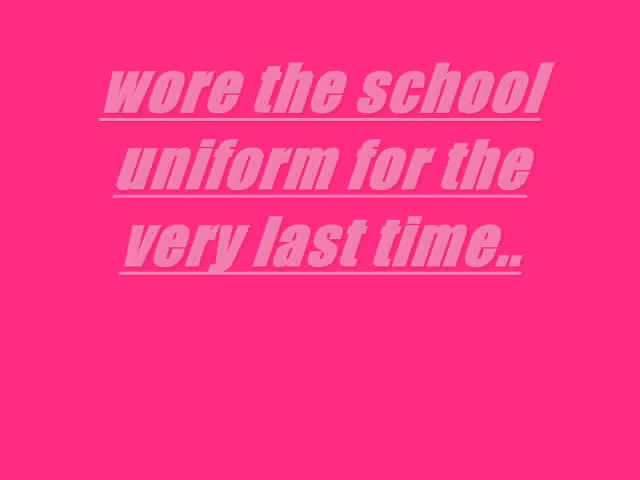 wore the school
uniform for the
very last time..